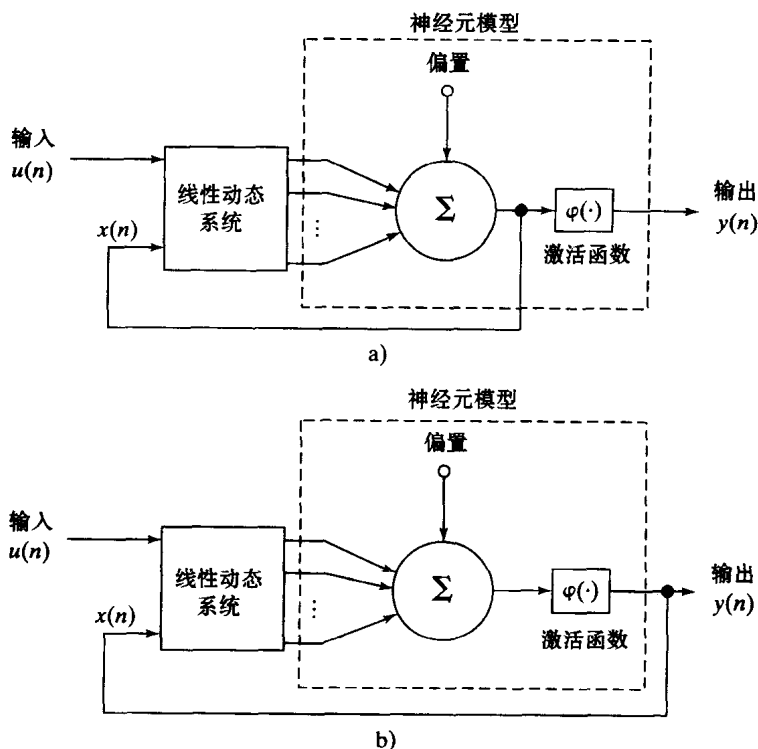 神经元模型
偏置
输入
u(n)
线性动态
系统
x(n)
⋮
Σ
φ(·)
激活函数
输出
y(n)
a)
神经元模型
偏置
输入
u(n)
线性动态
系统
x(n)
⋮
Σ
φ(·)
激活函数
输出
y(n)
b)